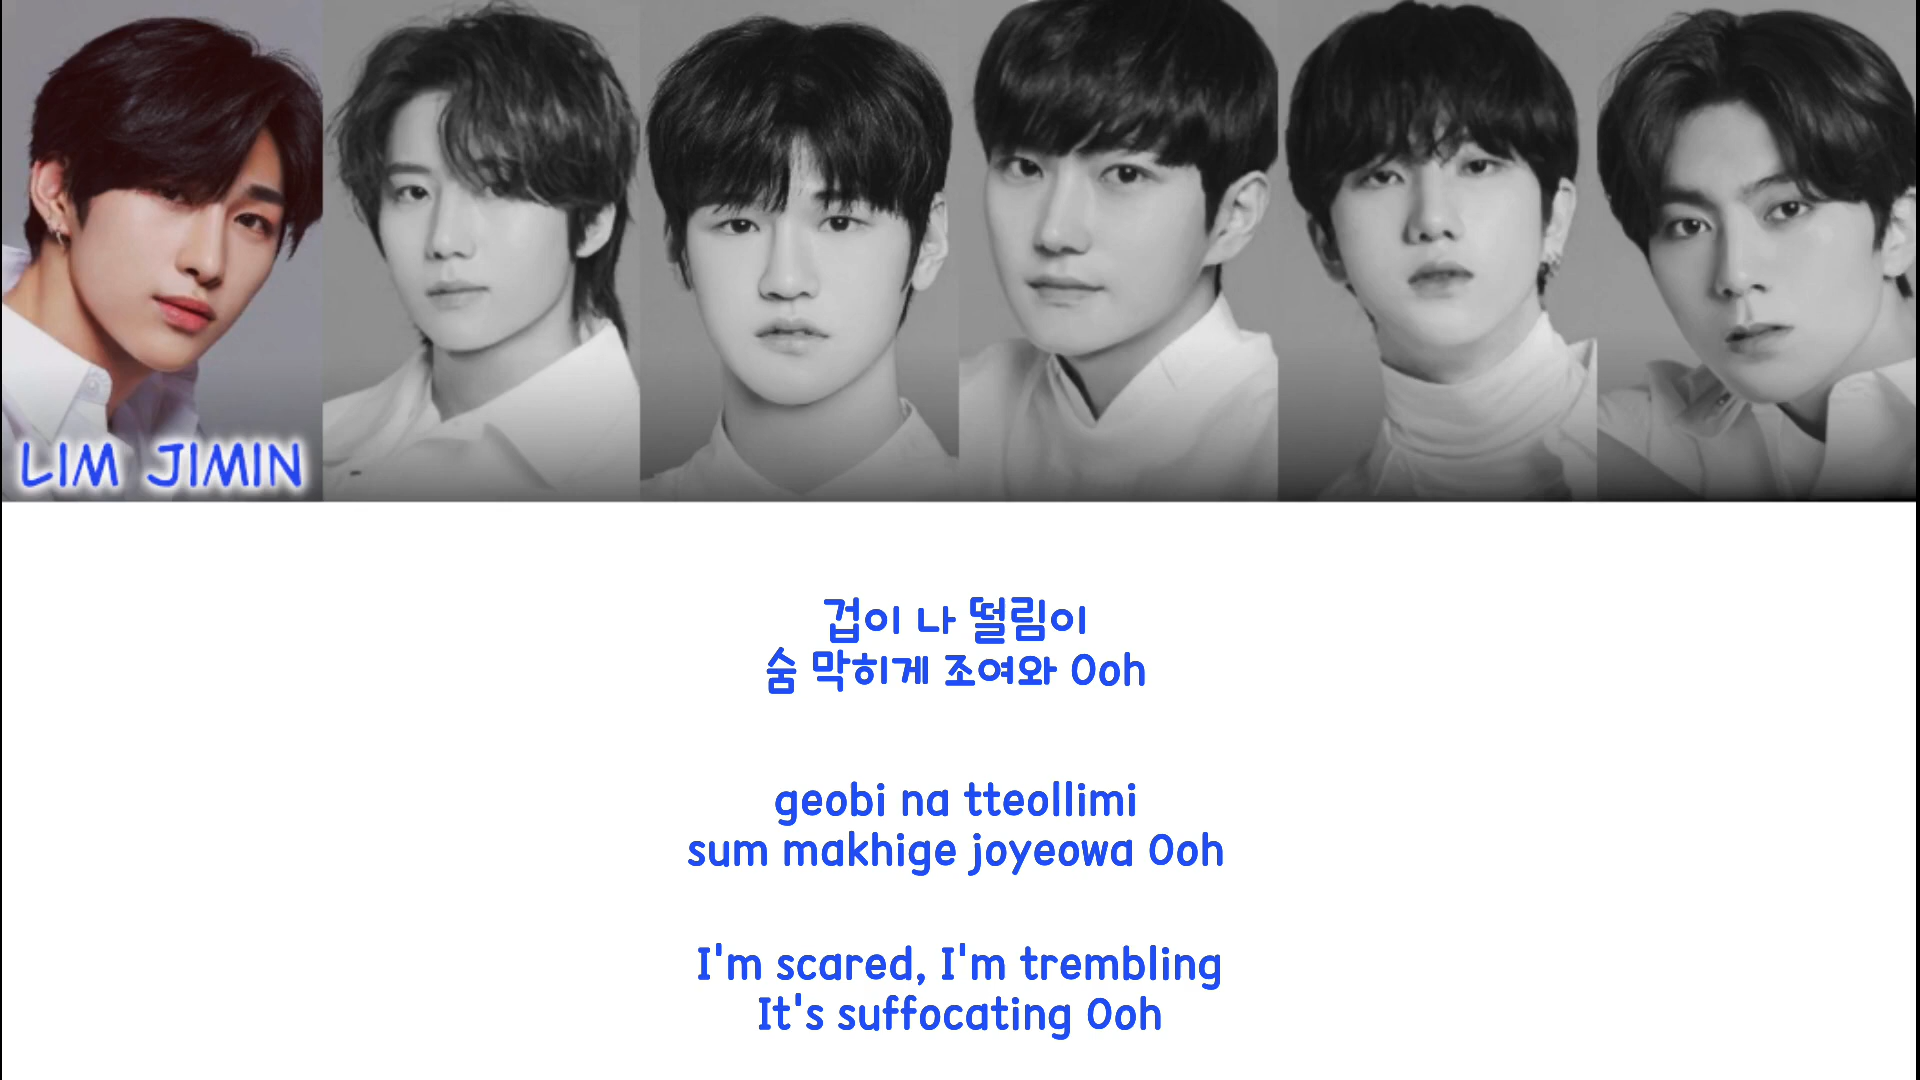 LIM JIMIN
겁이 나 떨림이
숨 막히게 조여와 Ooh
geobi na tteollimi
sum makhige joyeowa Ooh
I'm scared, I'm trembling
It's suffocating Ooh